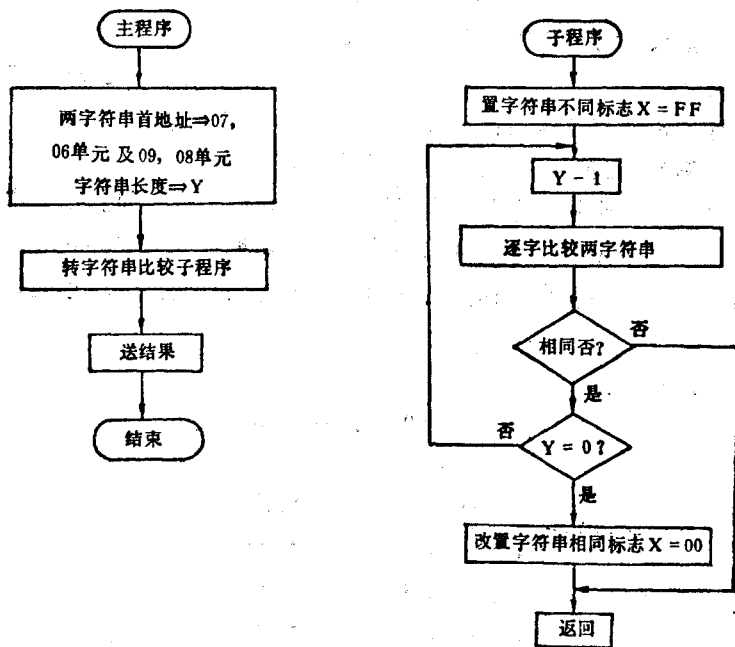 主程序
两字符串首地址⇒07,
06单元及09, 08单元
字符串长度⇒Y
转字符串比较子程序
送结果
结束
子程序
置字符串不同标志X=FF
Y-1
逐字比较两字符串
相同否?
否
是
Y=0?
否
是
改置字符串相同标志X=00
返回